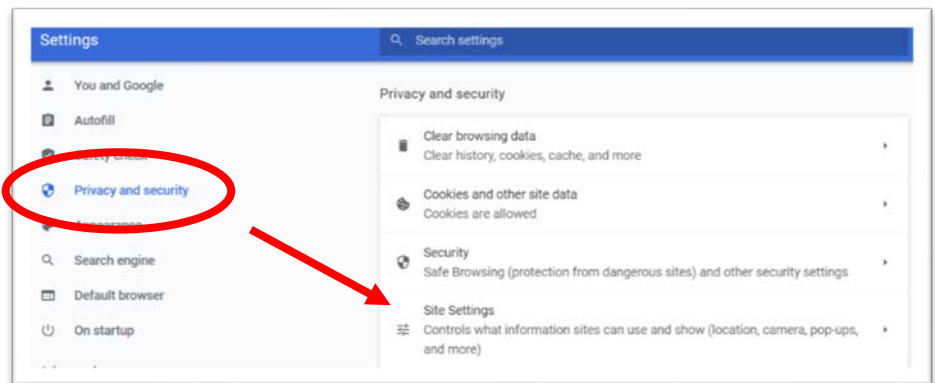 Settings
Search settings
You and Google
Autofill
Privacy and security
Appearance
Search engine
Default browser
On startup
Privacy and security
Clear browsing data
Clear history, cookies, cache, and more
Cookies and other site data
Cookies are allowed
Security
Safe Browsing (protection from dangerous sites) and other security settings
Site Settings
Controls what information sites can use and show (location, camera, pop-ups,
and more)